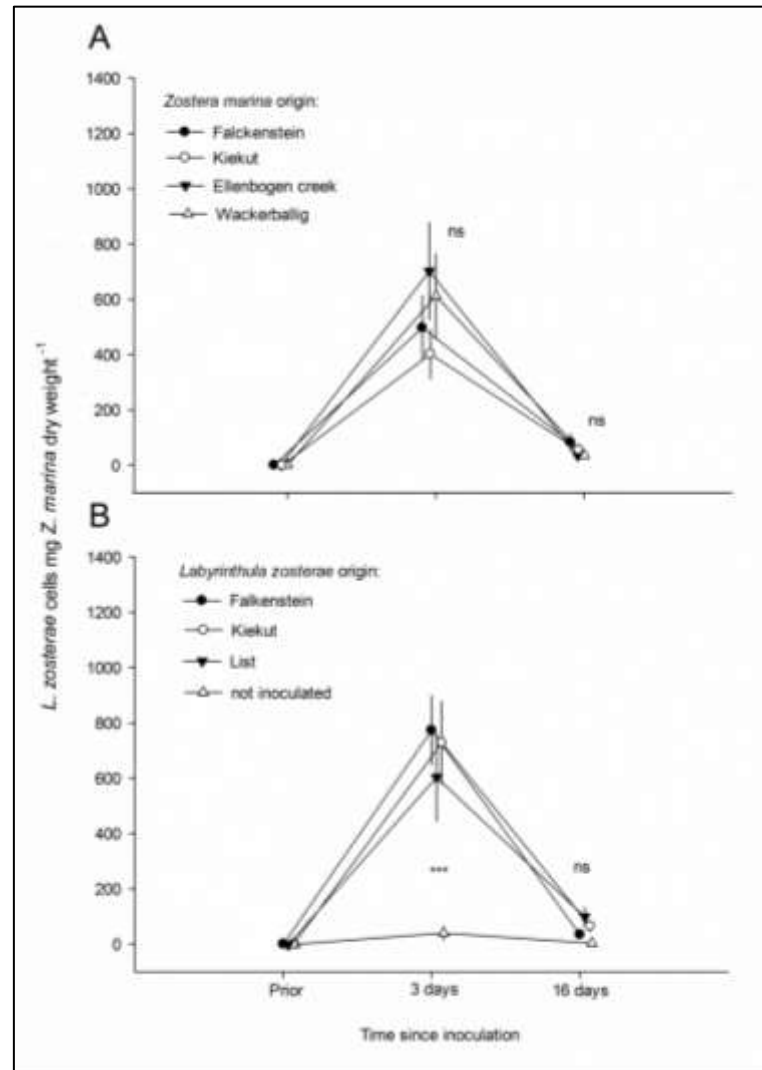 A
1400
Zostera marina origin:
1200
Falckenstein
Kiekut
1000
Ellenbogen creek
Wackerballig
800
ns
600
400
200
ns
0
B
1400
Labyrinthula zosterae origin:
Falkenstein
1200
Kiekut
1000
List
not inoculated
800
600
400
***
ns
200
0
Prior
3 days
16 days
Time since inoculation
L. zosterae cells mg Z. marina dry weight⁻¹